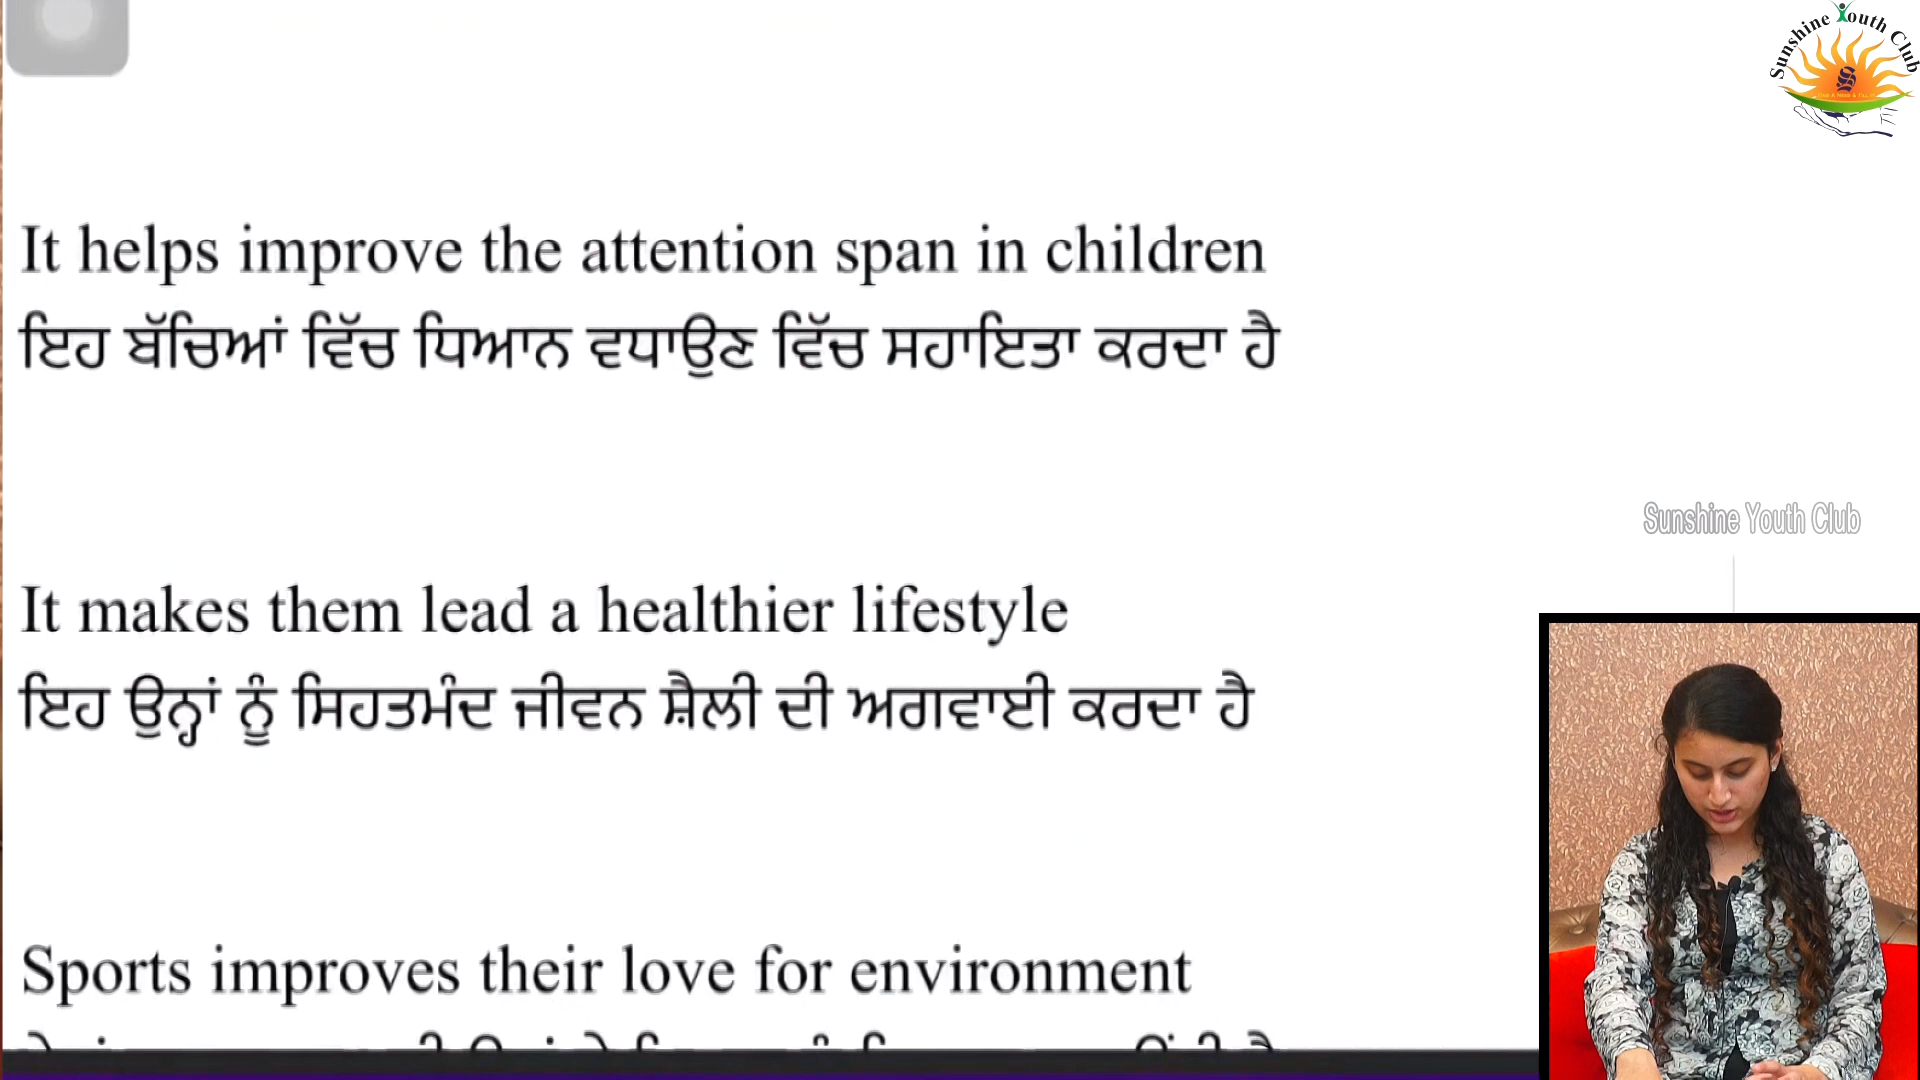 Sunshine Youth Club
It helps improve the attention span in children
ਇਹ ਬੱਚਿਆਂ ਵਿੱਚ ਧਿਆਨ ਵਧਾਉਣ ਵਿੱਚ ਸਹਾਇਤਾ ਕਰਦਾ ਹੈ
Sunshine Youth Club
It makes them lead a healthier lifestyle
ਇਹ ਉਨ੍ਹਾਂ ਨੂੰ ਸਿਹਤਮੰਦ ਜੀਵਨ ਸ਼ੈਲੀ ਦੀ ਅਗਵਾਈ ਕਰਦਾ ਹੈ
Sports improves their love for environment